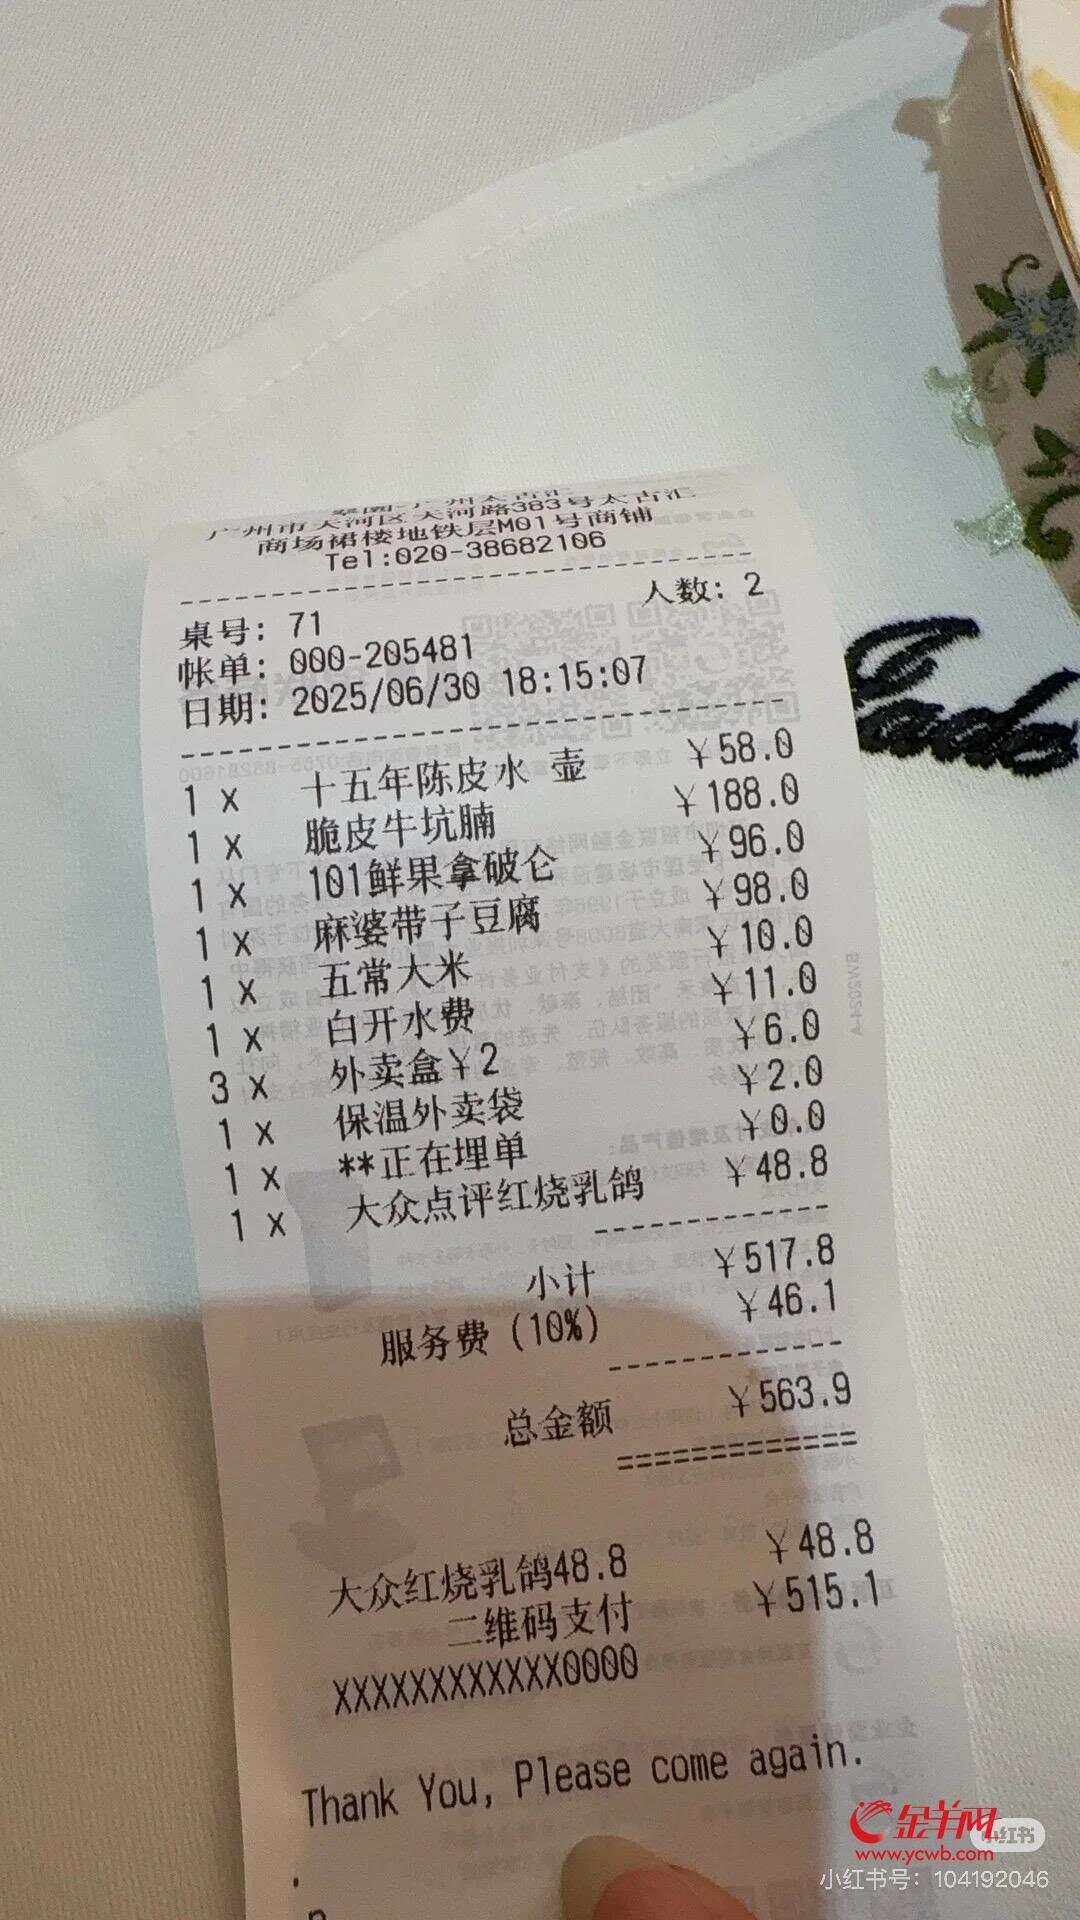 广州市天河区天河路383号太古汇
商场裙楼地铁层M01号商铺
Tel:020-38682106
人数: 2
桌号: 71
帐单: 000-205481
日期: 2025/06/30 18:15:07
1 x 十五年陈皮水 壶 ¥58.0
1 x 脆皮牛坑腩 ¥188.0
1 x 101鲜果拿破仑 ¥96.0
1 x 麻婆带子豆腐 ¥98.0
1 x 五常大米 ¥10.0
1 x 白开水费 ¥11.0
3 x 外卖盒¥2 ¥6.0
1 x 保温外卖袋 ¥2.0
1 x **正在埋单 ¥0.0
1 x 大众点评红烧乳鸽 ¥48.8
小计 ¥517.8
服务费(10%) ¥46.1
总金额 ¥563.9
大众红烧乳鸽48.8 ¥48.8
二维码支付 ¥515.1
XXXXXXXXXXXX0000
Thank You, Please come again.
金羊网
www.ycwb.com
小红书
小红书号: 104192046